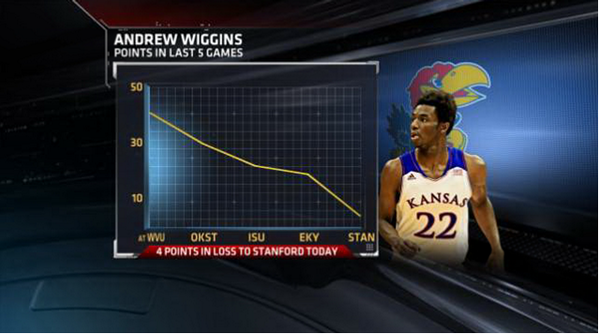 ANDREW WIGGINS
POINTS IN LAST 5 GAMES
50
30
10
AT WVU OKST ISU EKY STAN
4 POINTS IN LOSS TO STANFORD TODAY
KANSAS
22